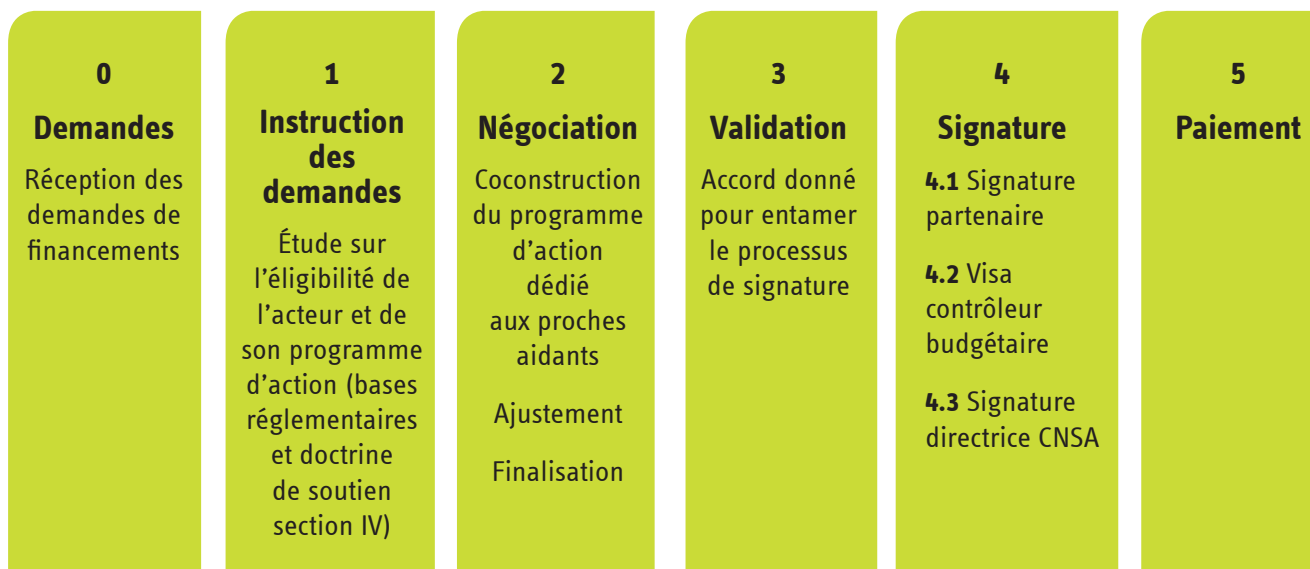 0
Demandes
Réception des
demandes de
financements
1
Instruction
des
demandes
Étude sur
l’éligibilité de
l’acteur et de
son programme
d’action (bases
réglementaires
et doctrine
de soutien
section IV)
2
Négociation
Coconstruction
du programme
d’action
dédié
aux proches
aidants
Ajustement
Finalisation
3
Validation
Accord donné
pour entamer
le processus
de signature
4
Signature
4.1 Signature
partenaire
4.2 Visa
contrôleur
budgétaire
4.3 Signature
directrice CNSA
5
Paiement